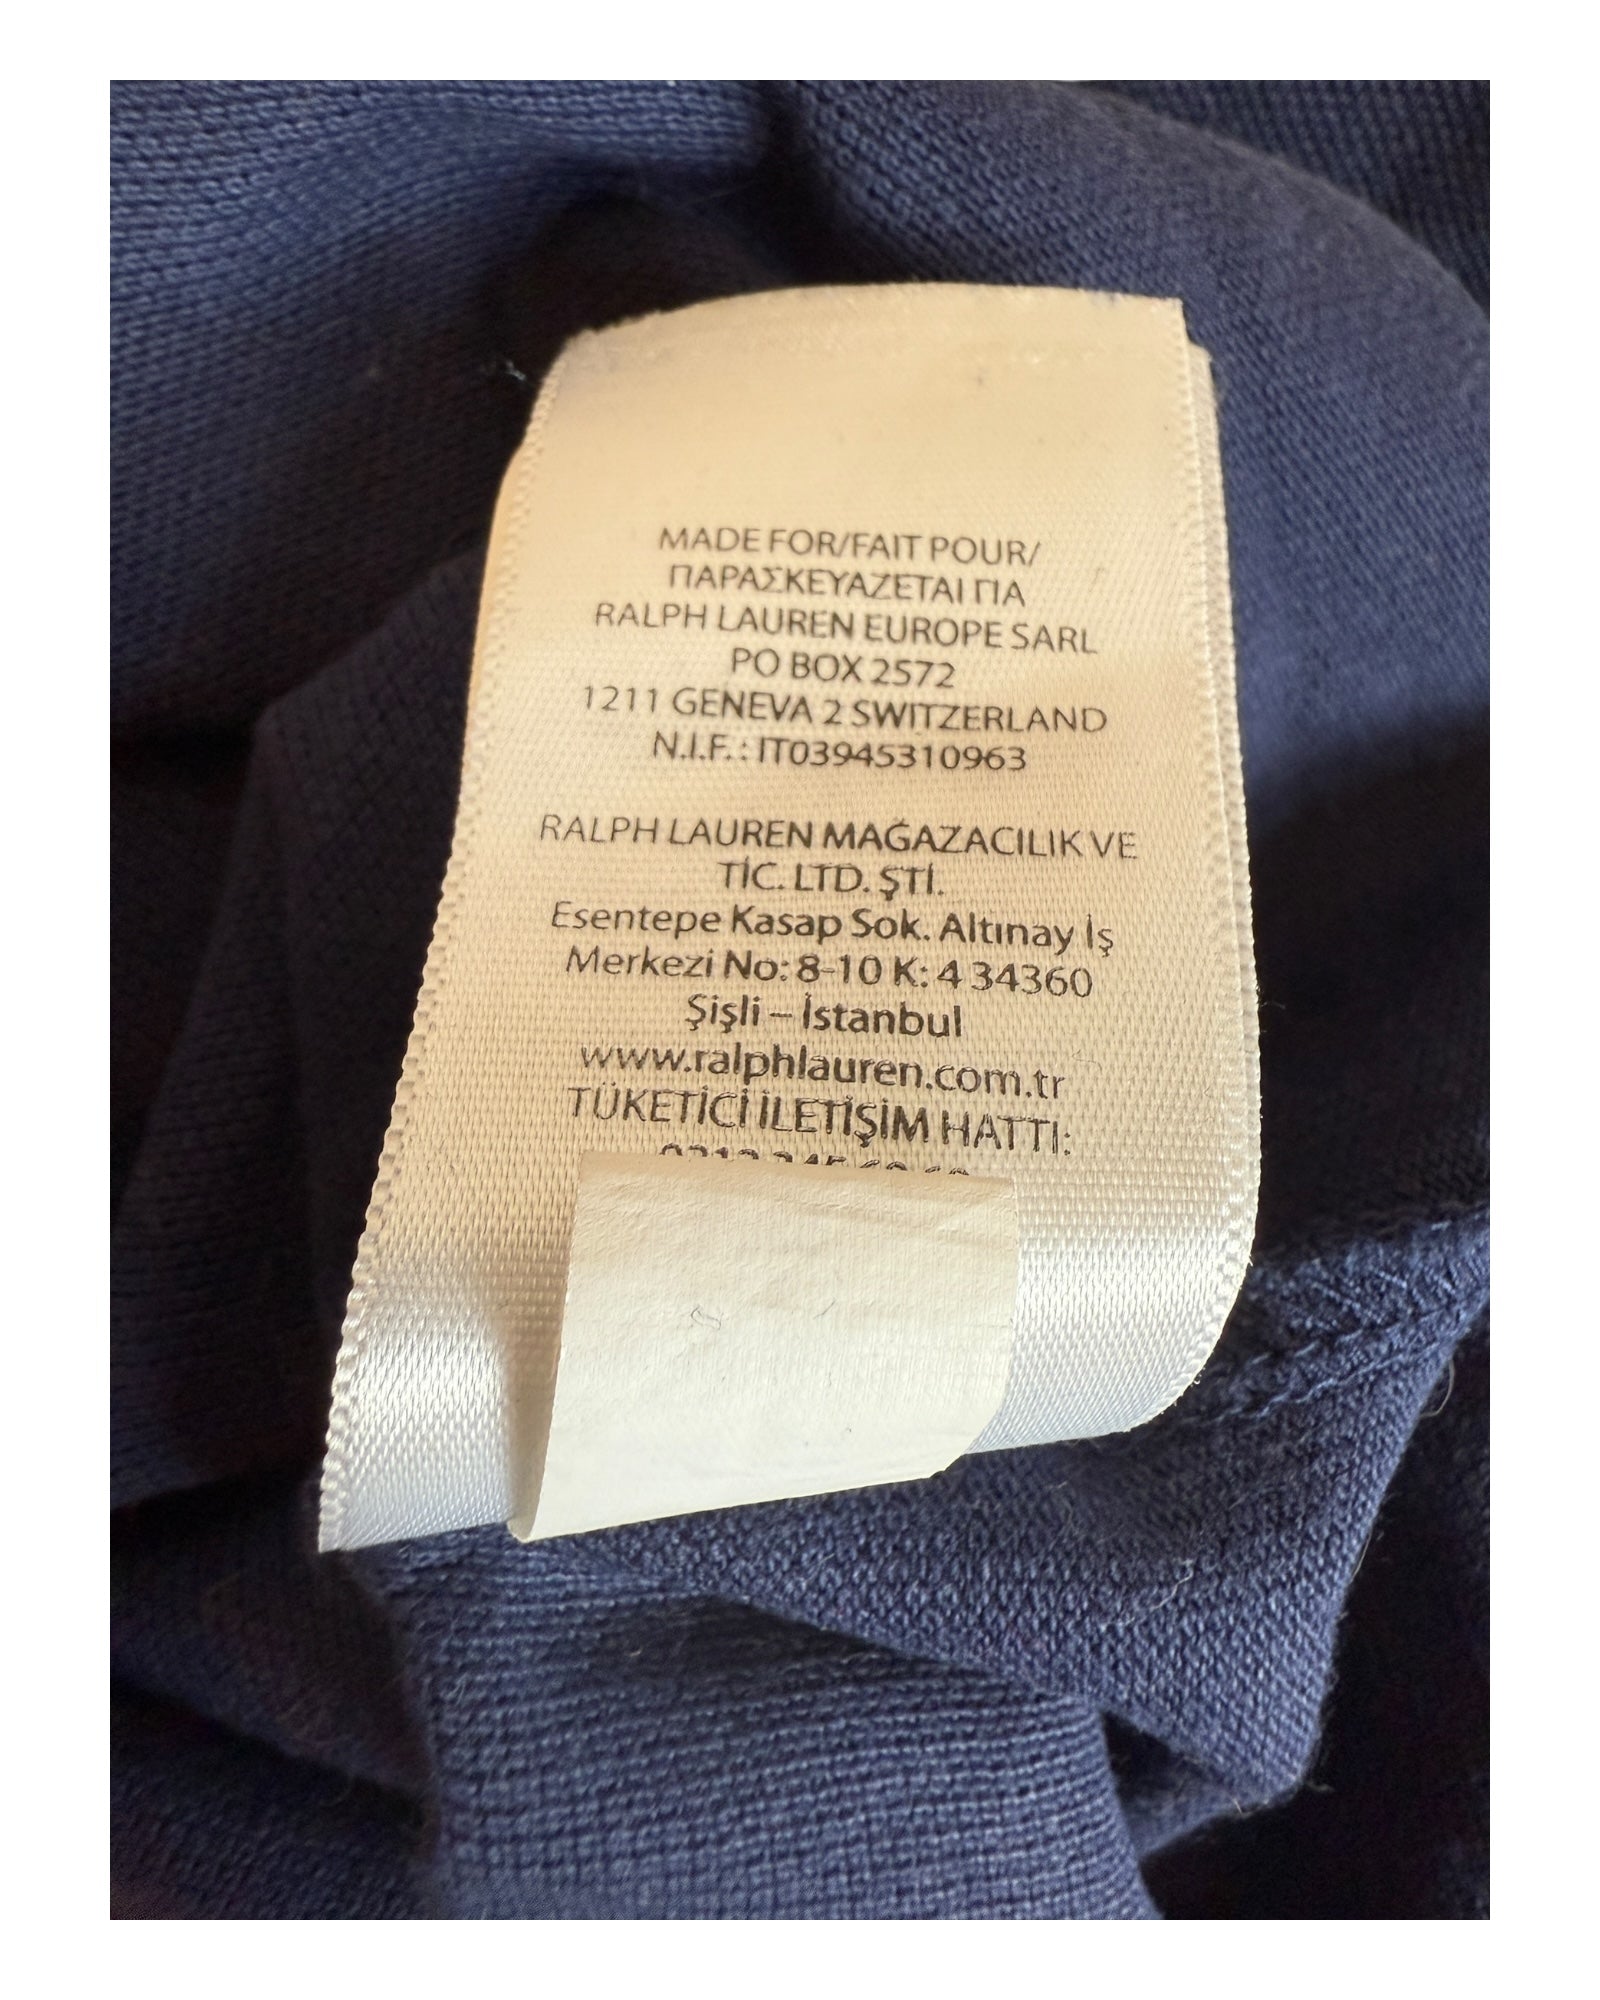 MADE FOR/FAIT POUR/
ΠΑΡΑΣΚΕΥΑΖΕΤΑΙ ΓΙΑ
RALPH LAUREN EUROPE SARL
PO BOX 2572
1211 GENEVA 2 SWITZERLAND
N.I.F. : IT03945310963
RALPH LAUREN MAĞAZACILIK VE
TİC. LTD. ŞTİ.
Esentepe Kasap Sok. Altınay İş
Merkezi No: 8-10 K: 4 34360
Şişli – İstanbul
www.ralphlauren.com.tr
TÜKETİCİ İLETİŞİM HATTI: